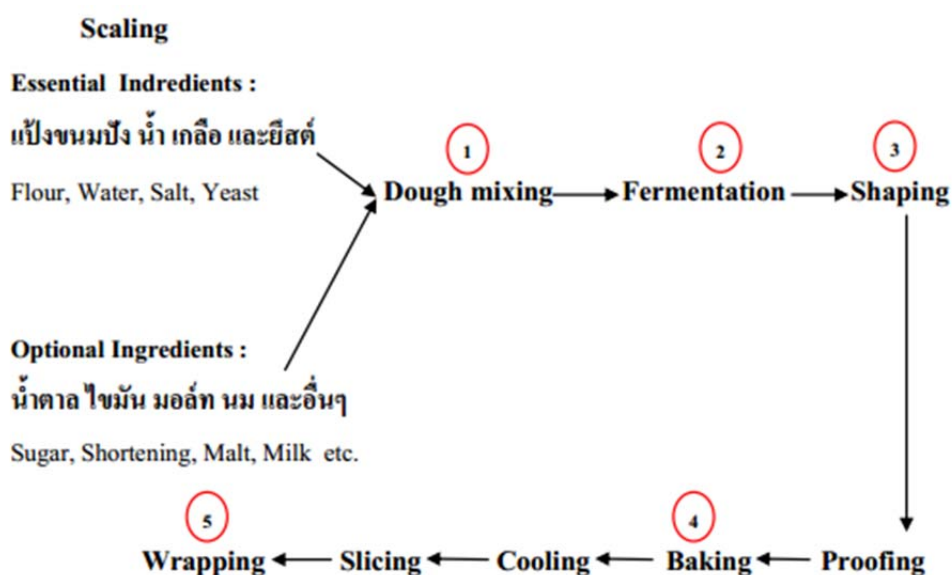 Scaling
Essential Indredients :
แป้งขนมปัง น้ำ เกลือ และยีสต์
Flour, Water, Salt, Yeast
1
2
3
Dough mixing
Fermentation
Shaping
Optional Ingredients :
น้ำตาล ไขมัน มอล์ท นม และอื่นๆ
Sugar, Shortening, Malt, Milk etc.
5
4
Wrapping
Slicing
Cooling
Baking
Proofing